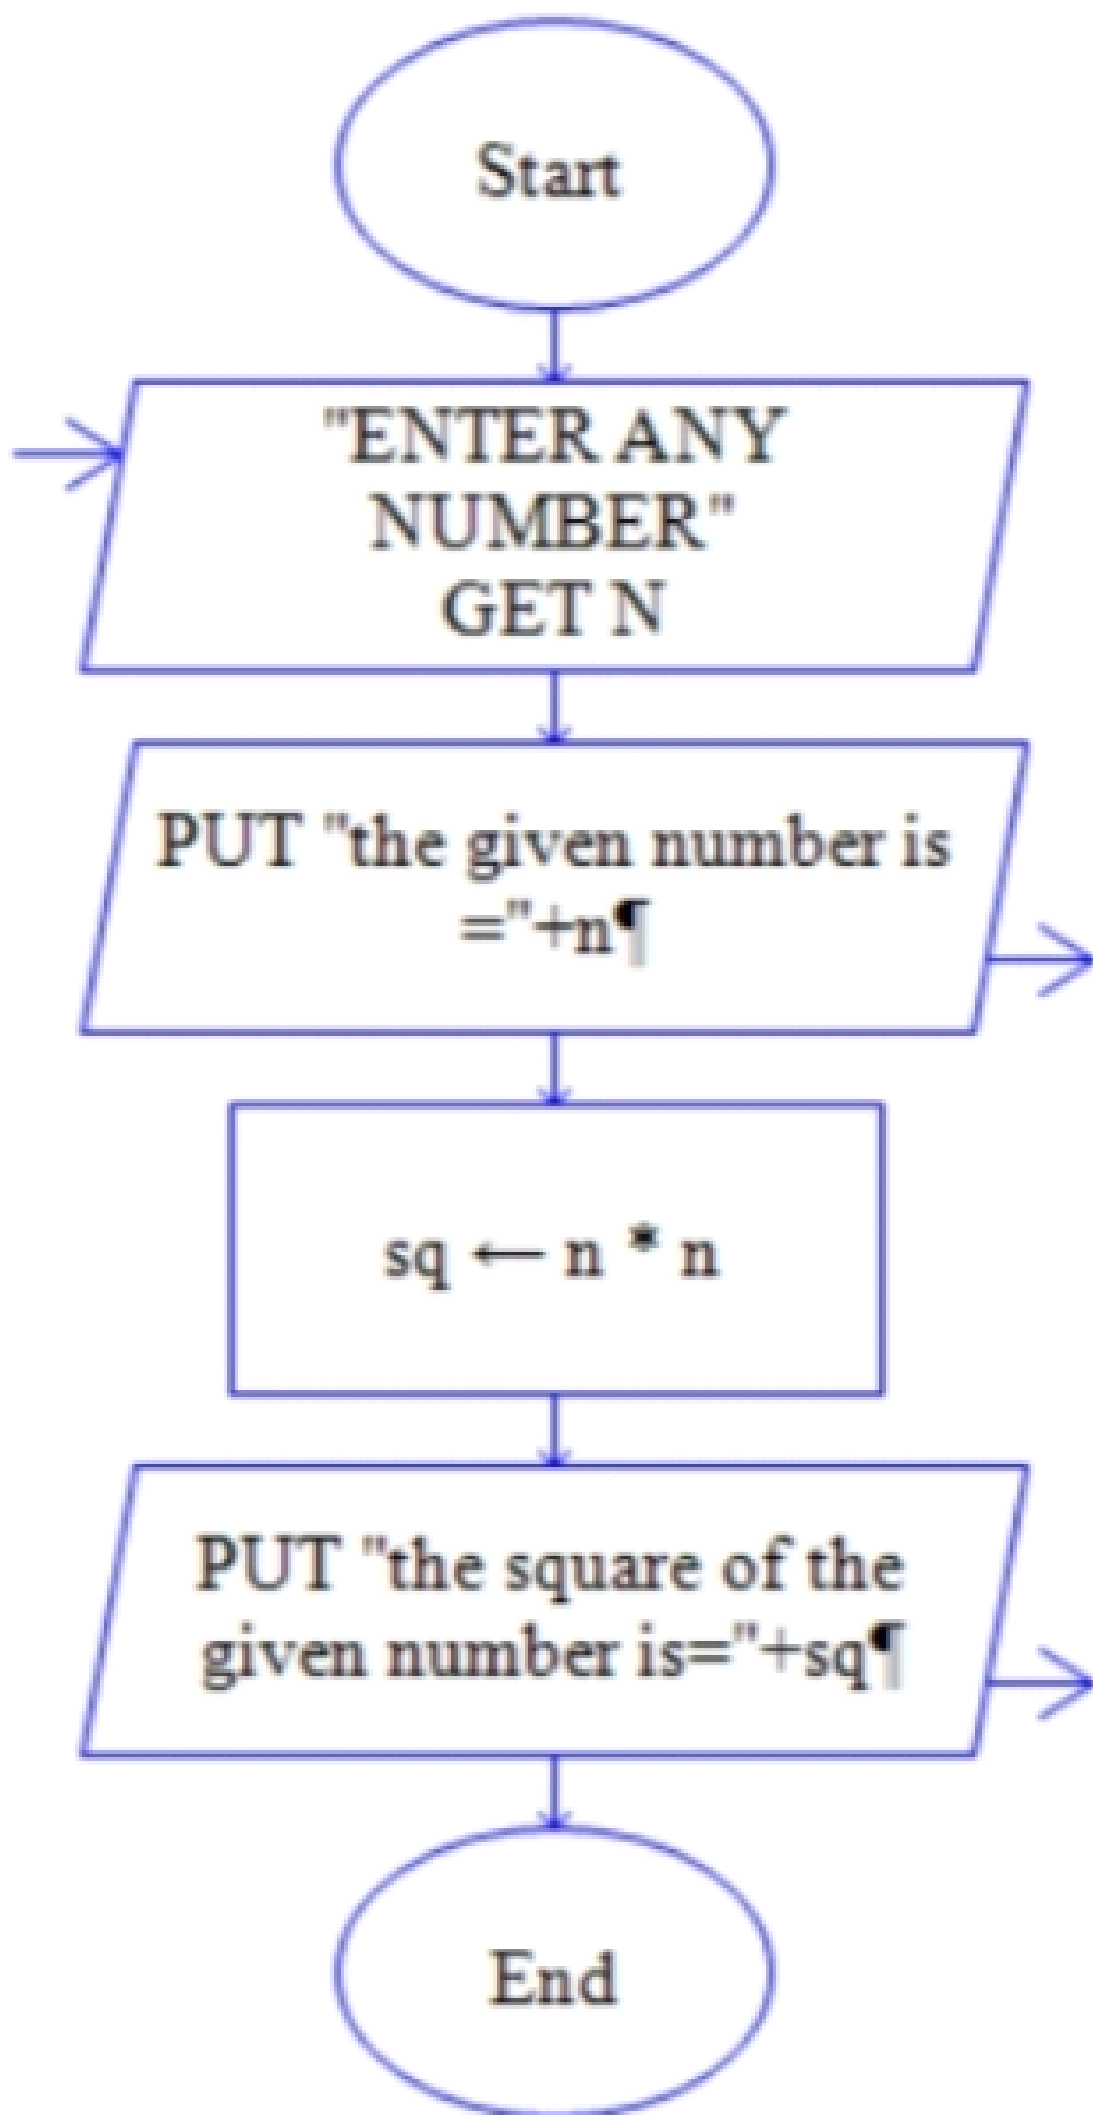 Start
"ENTER ANY
NUMBER"
GET N
PUT "the given number is
="+n¶
sq ← n * n
PUT "the square of the
given number is="+sq¶
End